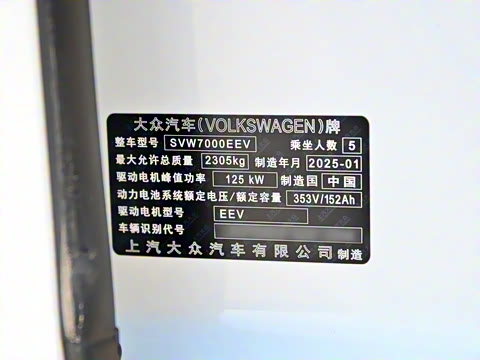 大众汽车(VOLKSWAGEN)牌
整车型号 SVW7000EEV 乘坐人数 5
最大允许总质量 2305kg 制造年月 2025-01
驱动电机峰值功率 125 kW 制造国 中国
动力电池系统额定电压/额定容量 353V/152Ah
驱动电机型号 EEV
车辆识别代号
上汽大众汽车有限公司 制造